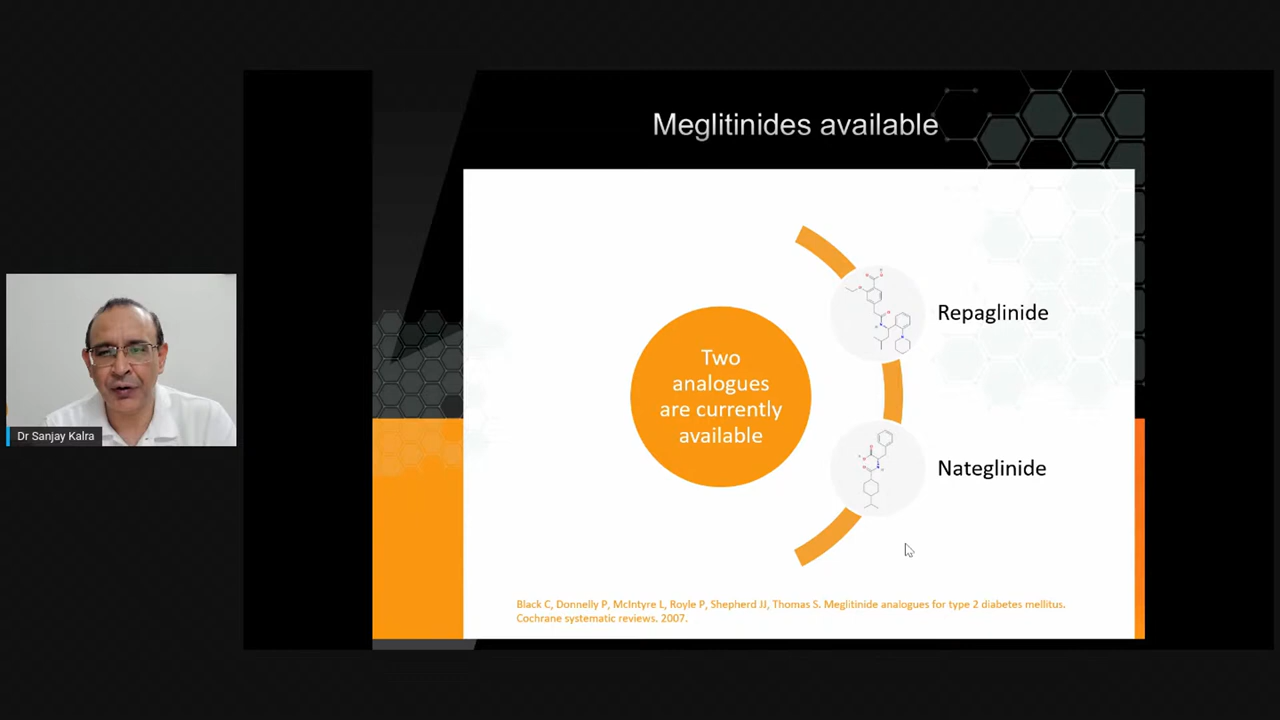 Meglitinides available
Two
analogues
are currently
available
Repaglinide
Nateglinide
Black C, Donnelly P, McIntyre L, Royle P, Shepherd JJ, Thomas S. Meglitinide analogues for type 2 diabetes mellitus.
Cochrane systematic reviews. 2007.
Dr Sanjay Kalra